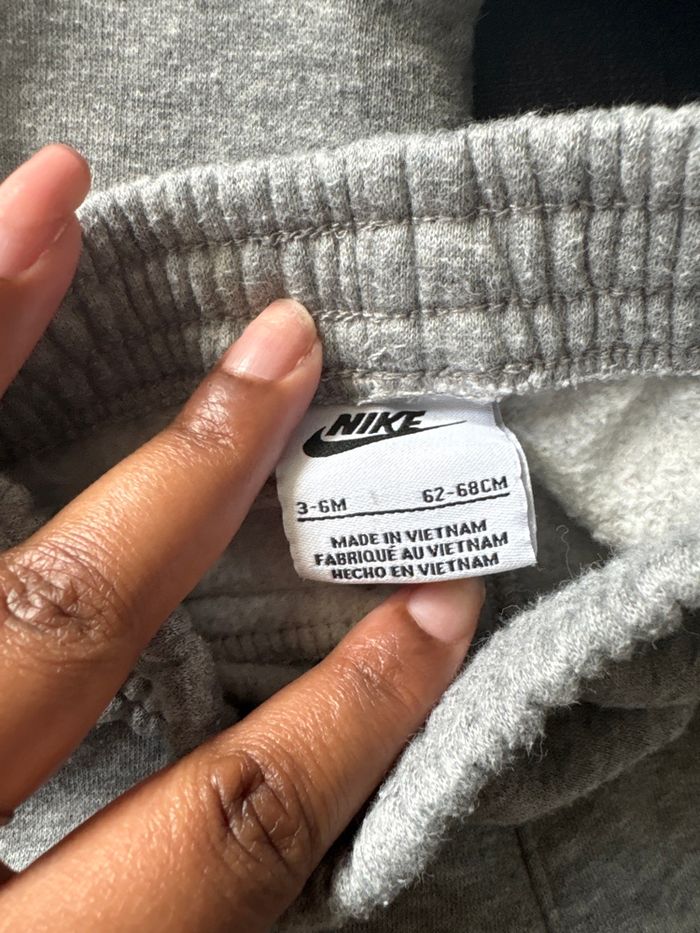 NIKE
3-6M 62-68CM
MADE IN VIETNAM
FABRIQUÉ AU VIETNAM
HECHO EN VIETNAM